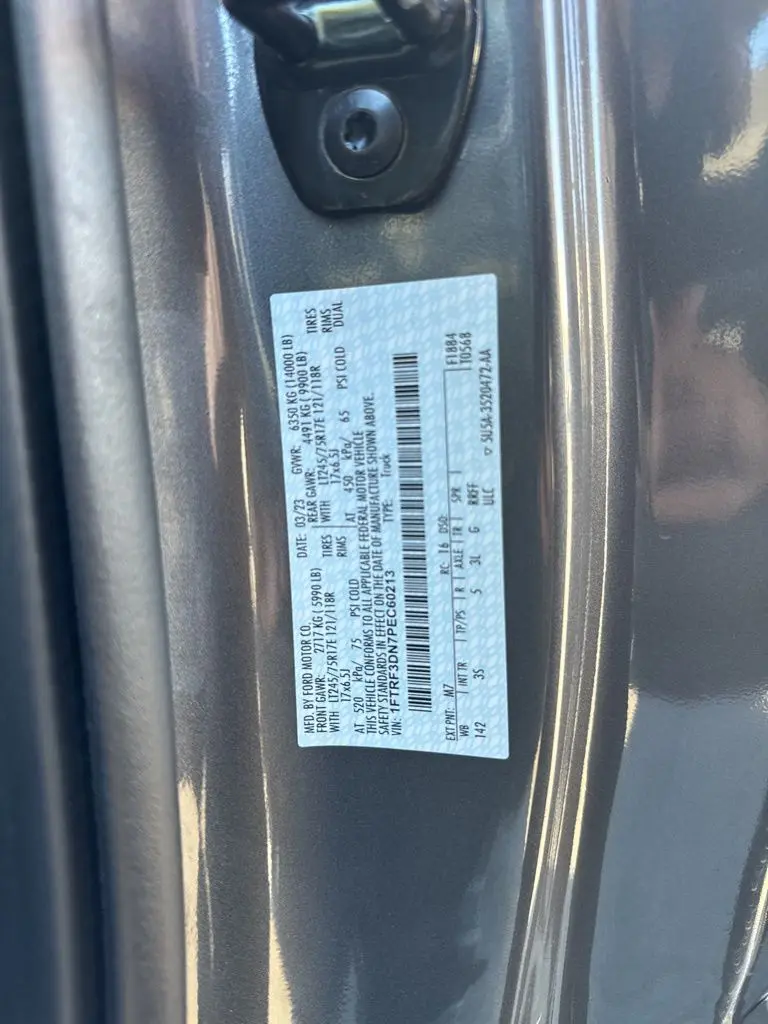 MFD. BY FORD MOTOR CO.
DATE: 03/23 GVWR: 6350 KG (14000 LB)
FRONT GAWR: 2717 KG (5990 LB) REAR GAWR: 4491 KG (9900 LB)
WITH LT245/75R17E 121/118R TIRES WITH LT245/75R17E 121/118R TIRES
17x6.5J RIMS 17x6.5J RIMS
AT 520 kPa/ 75 PSI COLD AT 450 kPa/ 65 PSI COLD DUAL
THIS VEHICLE CONFORMS TO ALL APPLICABLE FEDERAL MOTOR VEHICLE
SAFETY STANDARDS IN EFFECT ON THE DATE OF MANUFACTURE SHOWN ABOVE.
VIN: 1FTRF3DN7PEC60213 TYPE: Truck
F1884
EXT PNT: M7 RC: 16 DSO: T0568
WB INT TR TP/PS R AXLE TR SPR
142 3S 5 3L G RRFF
ULC ▽ SU5A-3520472-AA